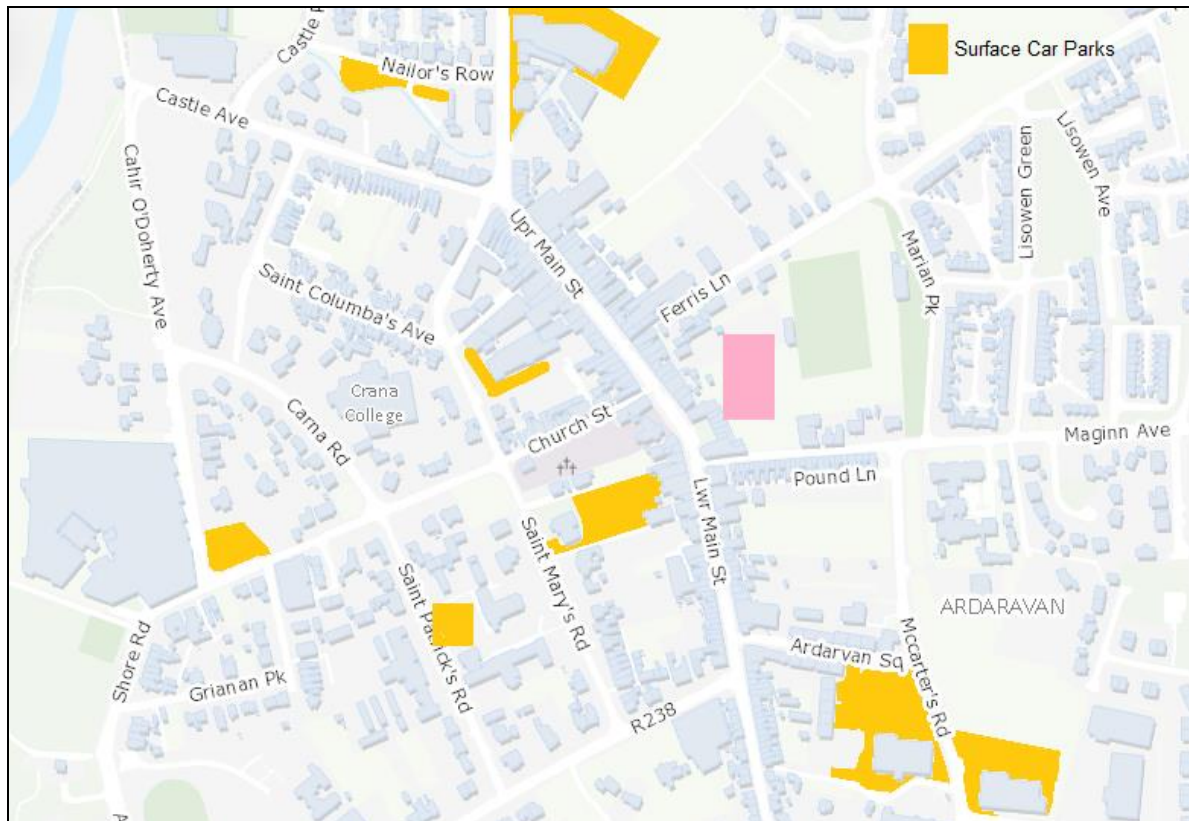 Surface Car Parks
Castle
Nailor's Row
Castle Ave
Cahir O'Doherty Ave
Upr Main St
Lisowen Green
Lisowen Ave
Marian Pk
Saint Columba's Ave
Ferris Ln
Crana
College
Carna Rd
Church St
Maginn Ave
Pound Ln
Lwr Main St
Saint Mary's Rd
Saint Patrick's Rd
ARDARAVAN
Shore Rd
Ardarvan Sq
Mccarter's Rd
Grianan Pk
R238